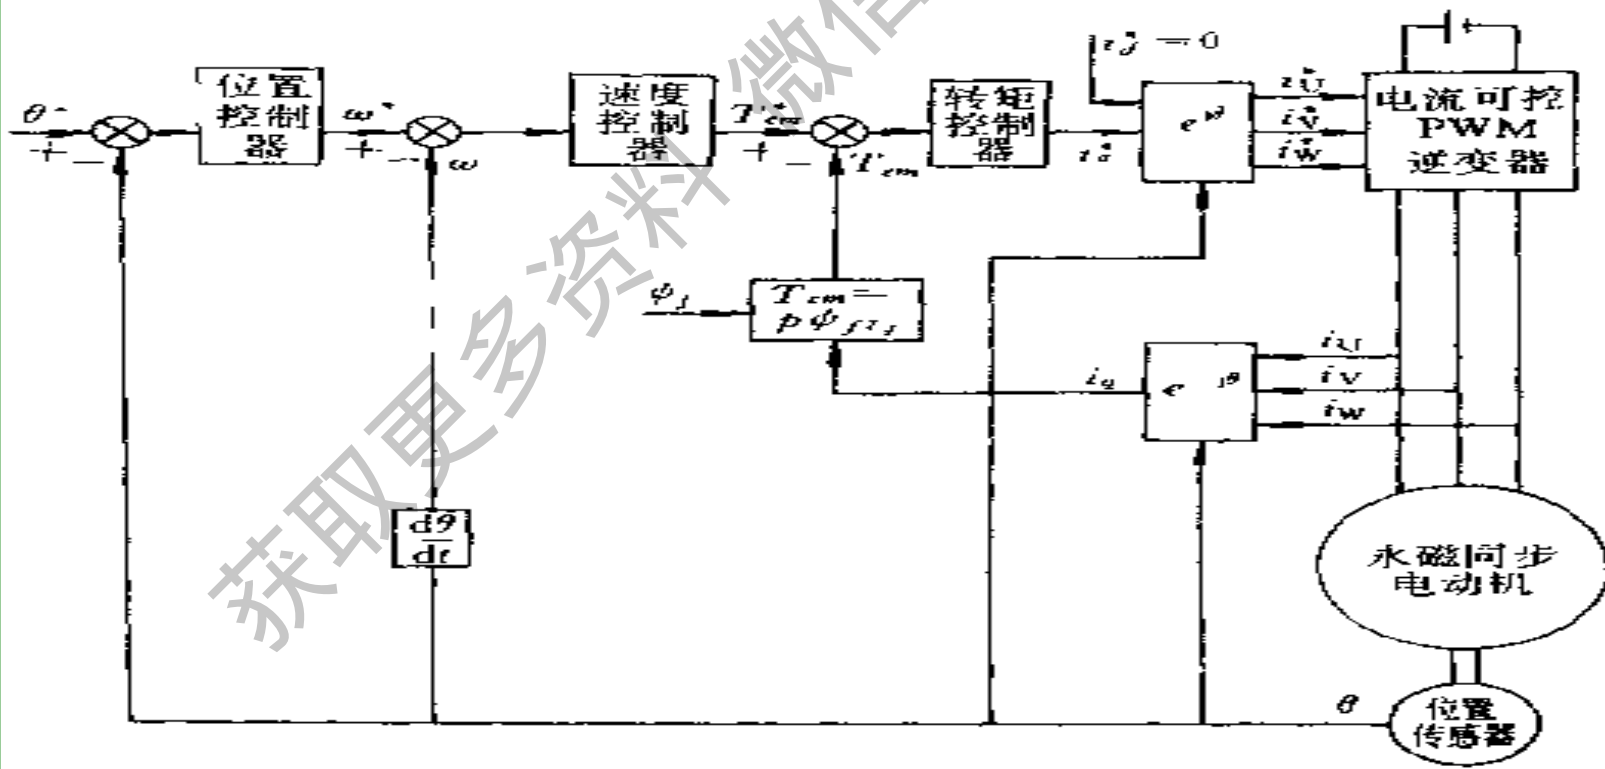 i*d = 0
θ*
+
−
位置
控制
器
ω*
+
−
ω
速度
控制
器
T*em
+
−
Tem
转矩
控制
器
i*q
e^jθ
i*U
i*V
i*W
电流可控
PWM
逆变器
ψf
Tem=
pψf
iq
e^-jθ
iU
iV
iW
dθ
dt
永磁同步
电动机
θ
位置
传感器
获取更多资料 微信